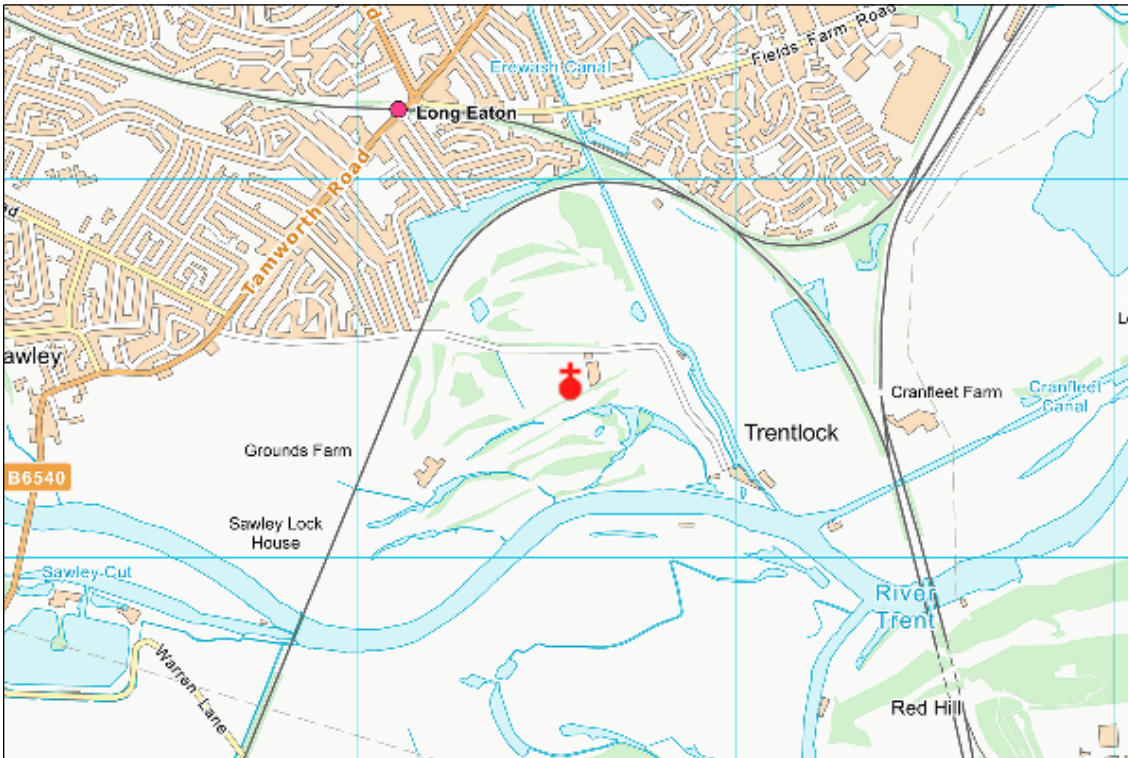 Fields Farm Road
Erewash Canal
Long Eaton
Tamworth Road
awley
Cranfleet Farm
Cranfleet
Canal
Trentlock
Grounds Farm
B6540
Sawley Lock
House
Sawley Cut
River
Trent
Warren Lane
Red Hill